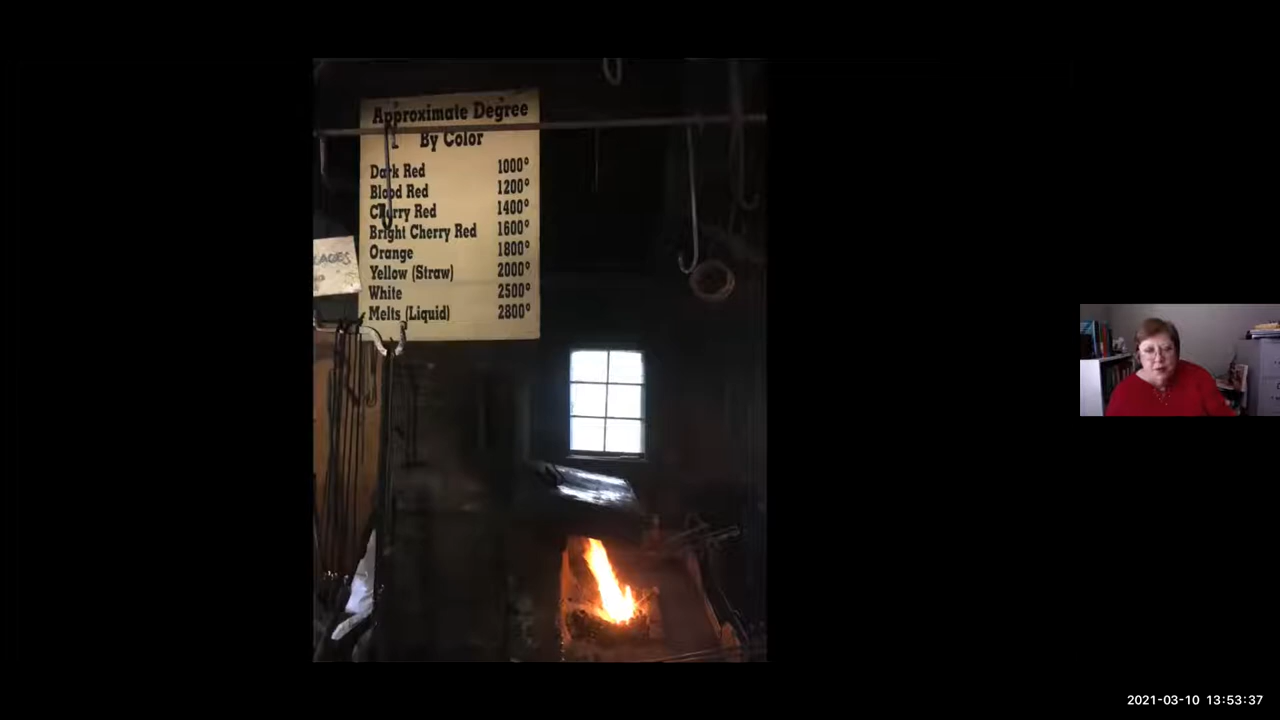 Approximate Degree
By Color
Dark Red 1000°
Blood Red 1200°
Cherry Red 1400°
Bright Cherry Red 1600°
Orange 1800°
Yellow (Straw) 2000°
White 2500°
Melts (Liquid) 2800°
2021-03-10 13:53:37